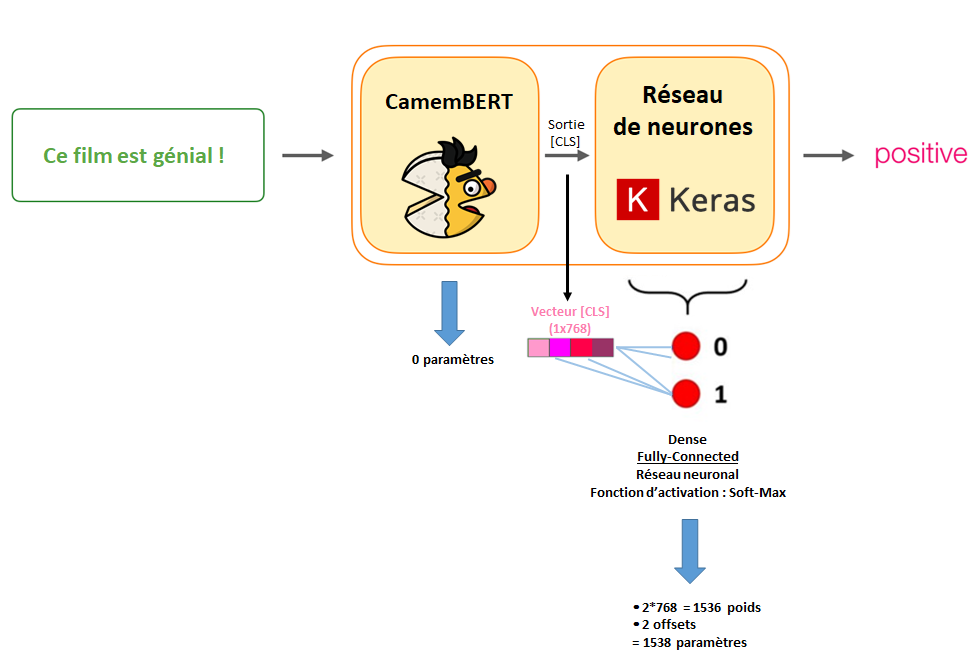 Ce film est génial !
CamemBERT
Sortie
[CLS]
Réseau
de neurones
K Keras
positive
0 paramètres
Vecteur [CLS]
(1x768)
0
1
Dense
Fully-Connected
Réseau neuronal
Fonction d’activation : Soft-Max
• 2*768 = 1536 poids
• 2 offsets
= 1538 paramètres